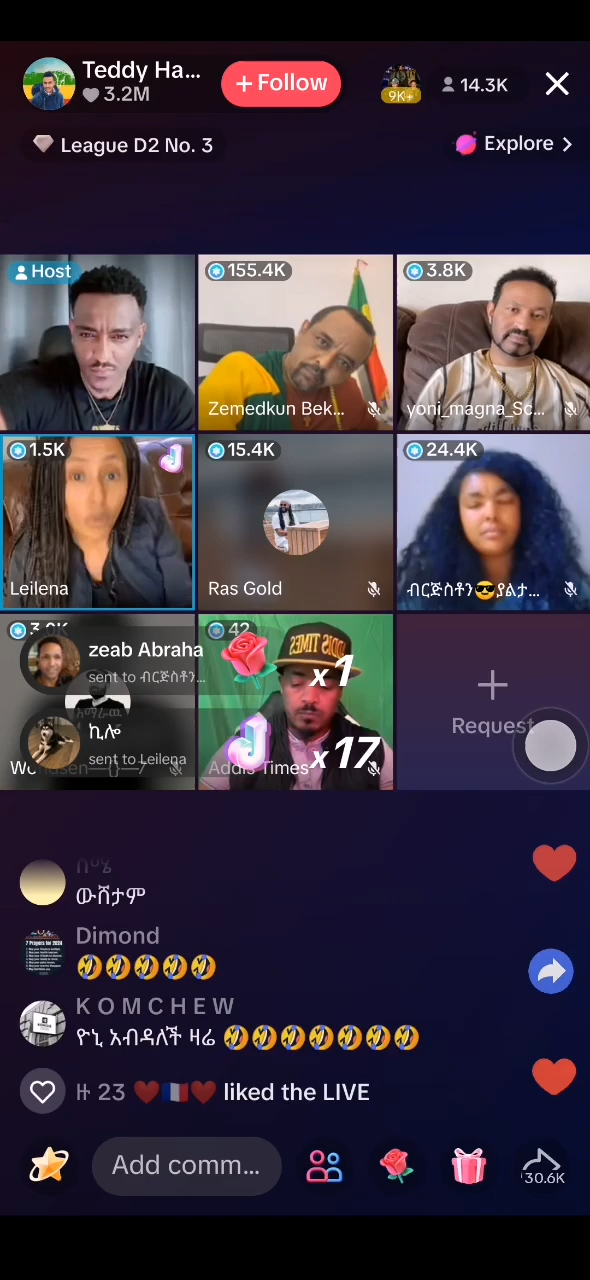 Teddy Ha...
3.2M
+ Follow
9K+
14.3K
League D2 No. 3
Explore
Host
155.4K
3.8K
Zemedkun Bek...
yoni_magna_Sc...
1.5K
15.4K
24.4K
Leilena
Ras Gold
ብርጅስቶን😎ያልታ...
42
zeab Abraha
sent to ብርጅስቶን...
x1
ADDIS TIMES
ኪሎ
sent to Leilena
x17
Addis Times
Request
ውሸታም
Dimond
🤣🤣🤣🤣🤣
K O M C H E W
ዮኒ አብዳለች ዛሬ 🤣🤣🤣🤣🤣🤣🤣
ዘ 23 ❤️🇫🇷❤️ liked the LIVE
Add comm...
30.6K